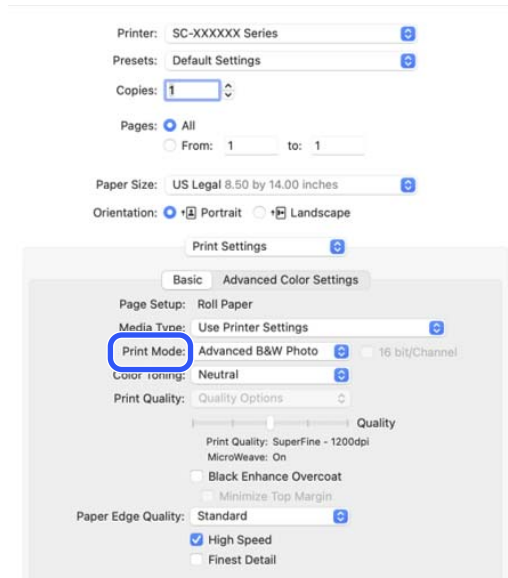 Printer: SC-XXXXXX Series
Presets: Default Settings
Copies: 1
Pages: All
From: 1 to: 1
Paper Size: US Legal 8.50 by 14.00 inches
Orientation: Portrait Landscape
Print Settings
Basic Advanced Color Settings
Page Setup: Roll Paper
Media Type: Use Printer Settings
Print Mode: Advanced B&W Photo 16 bit/Channel
Color Toning: Neutral
Print Quality: Quality Options
Quality
Print Quality: SuperFine - 1200dpi
MicroWeave: On
Black Enhance Overcoat
Minimize Top Margin
Paper Edge Quality: Standard
High Speed
Finest Detail